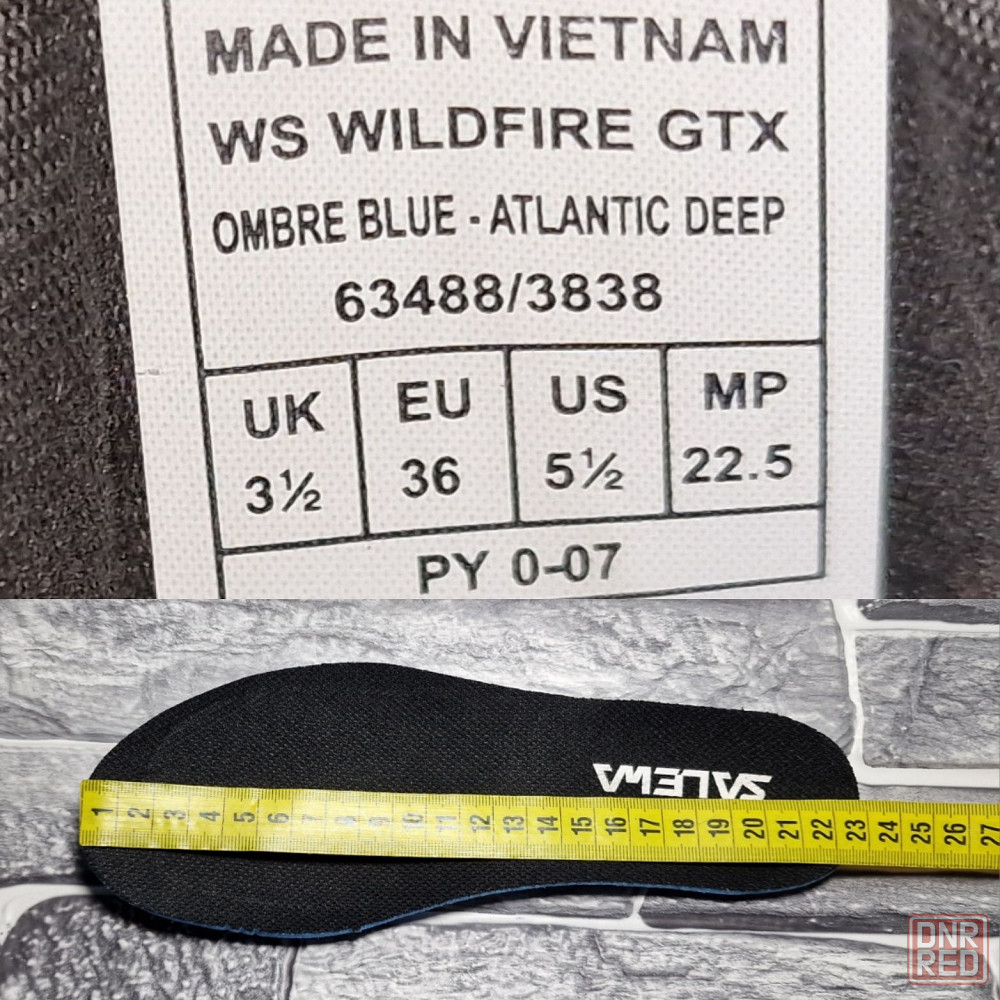 MADE IN VIETNAM
WS WILDFIRE GTX
OMBRE BLUE - ATLANTIC DEEP
63488/3838
UK EU US MP
3½ 36 5½ 22.5
PY 0-07
SALEWA
1 2 3 4 5 6 7 8 9 10 11 12 13 14 15 16 17 18 19 20 21 22 23 24 25 26 27
DNR
RED